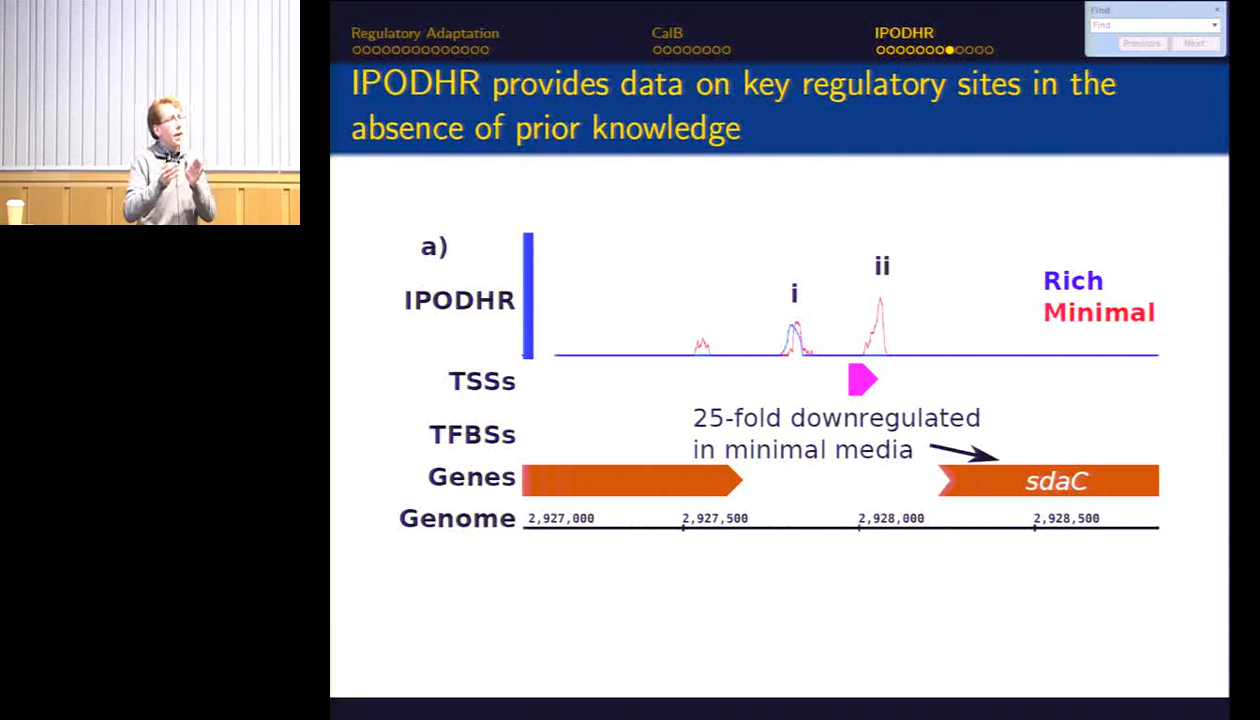 Regulatory Adaptation
CalB
IPODHR
Find
Find
Previous
Next
IPODHR provides data on key regulatory sites in the
absence of prior knowledge
a)
IPODHR
i
ii
Rich
Minimal
TSSs
25-fold downregulated
in minimal media
TFBSs
Genes
sdaC
Genome
2,927,000
2,927,500
2,928,000
2,928,500